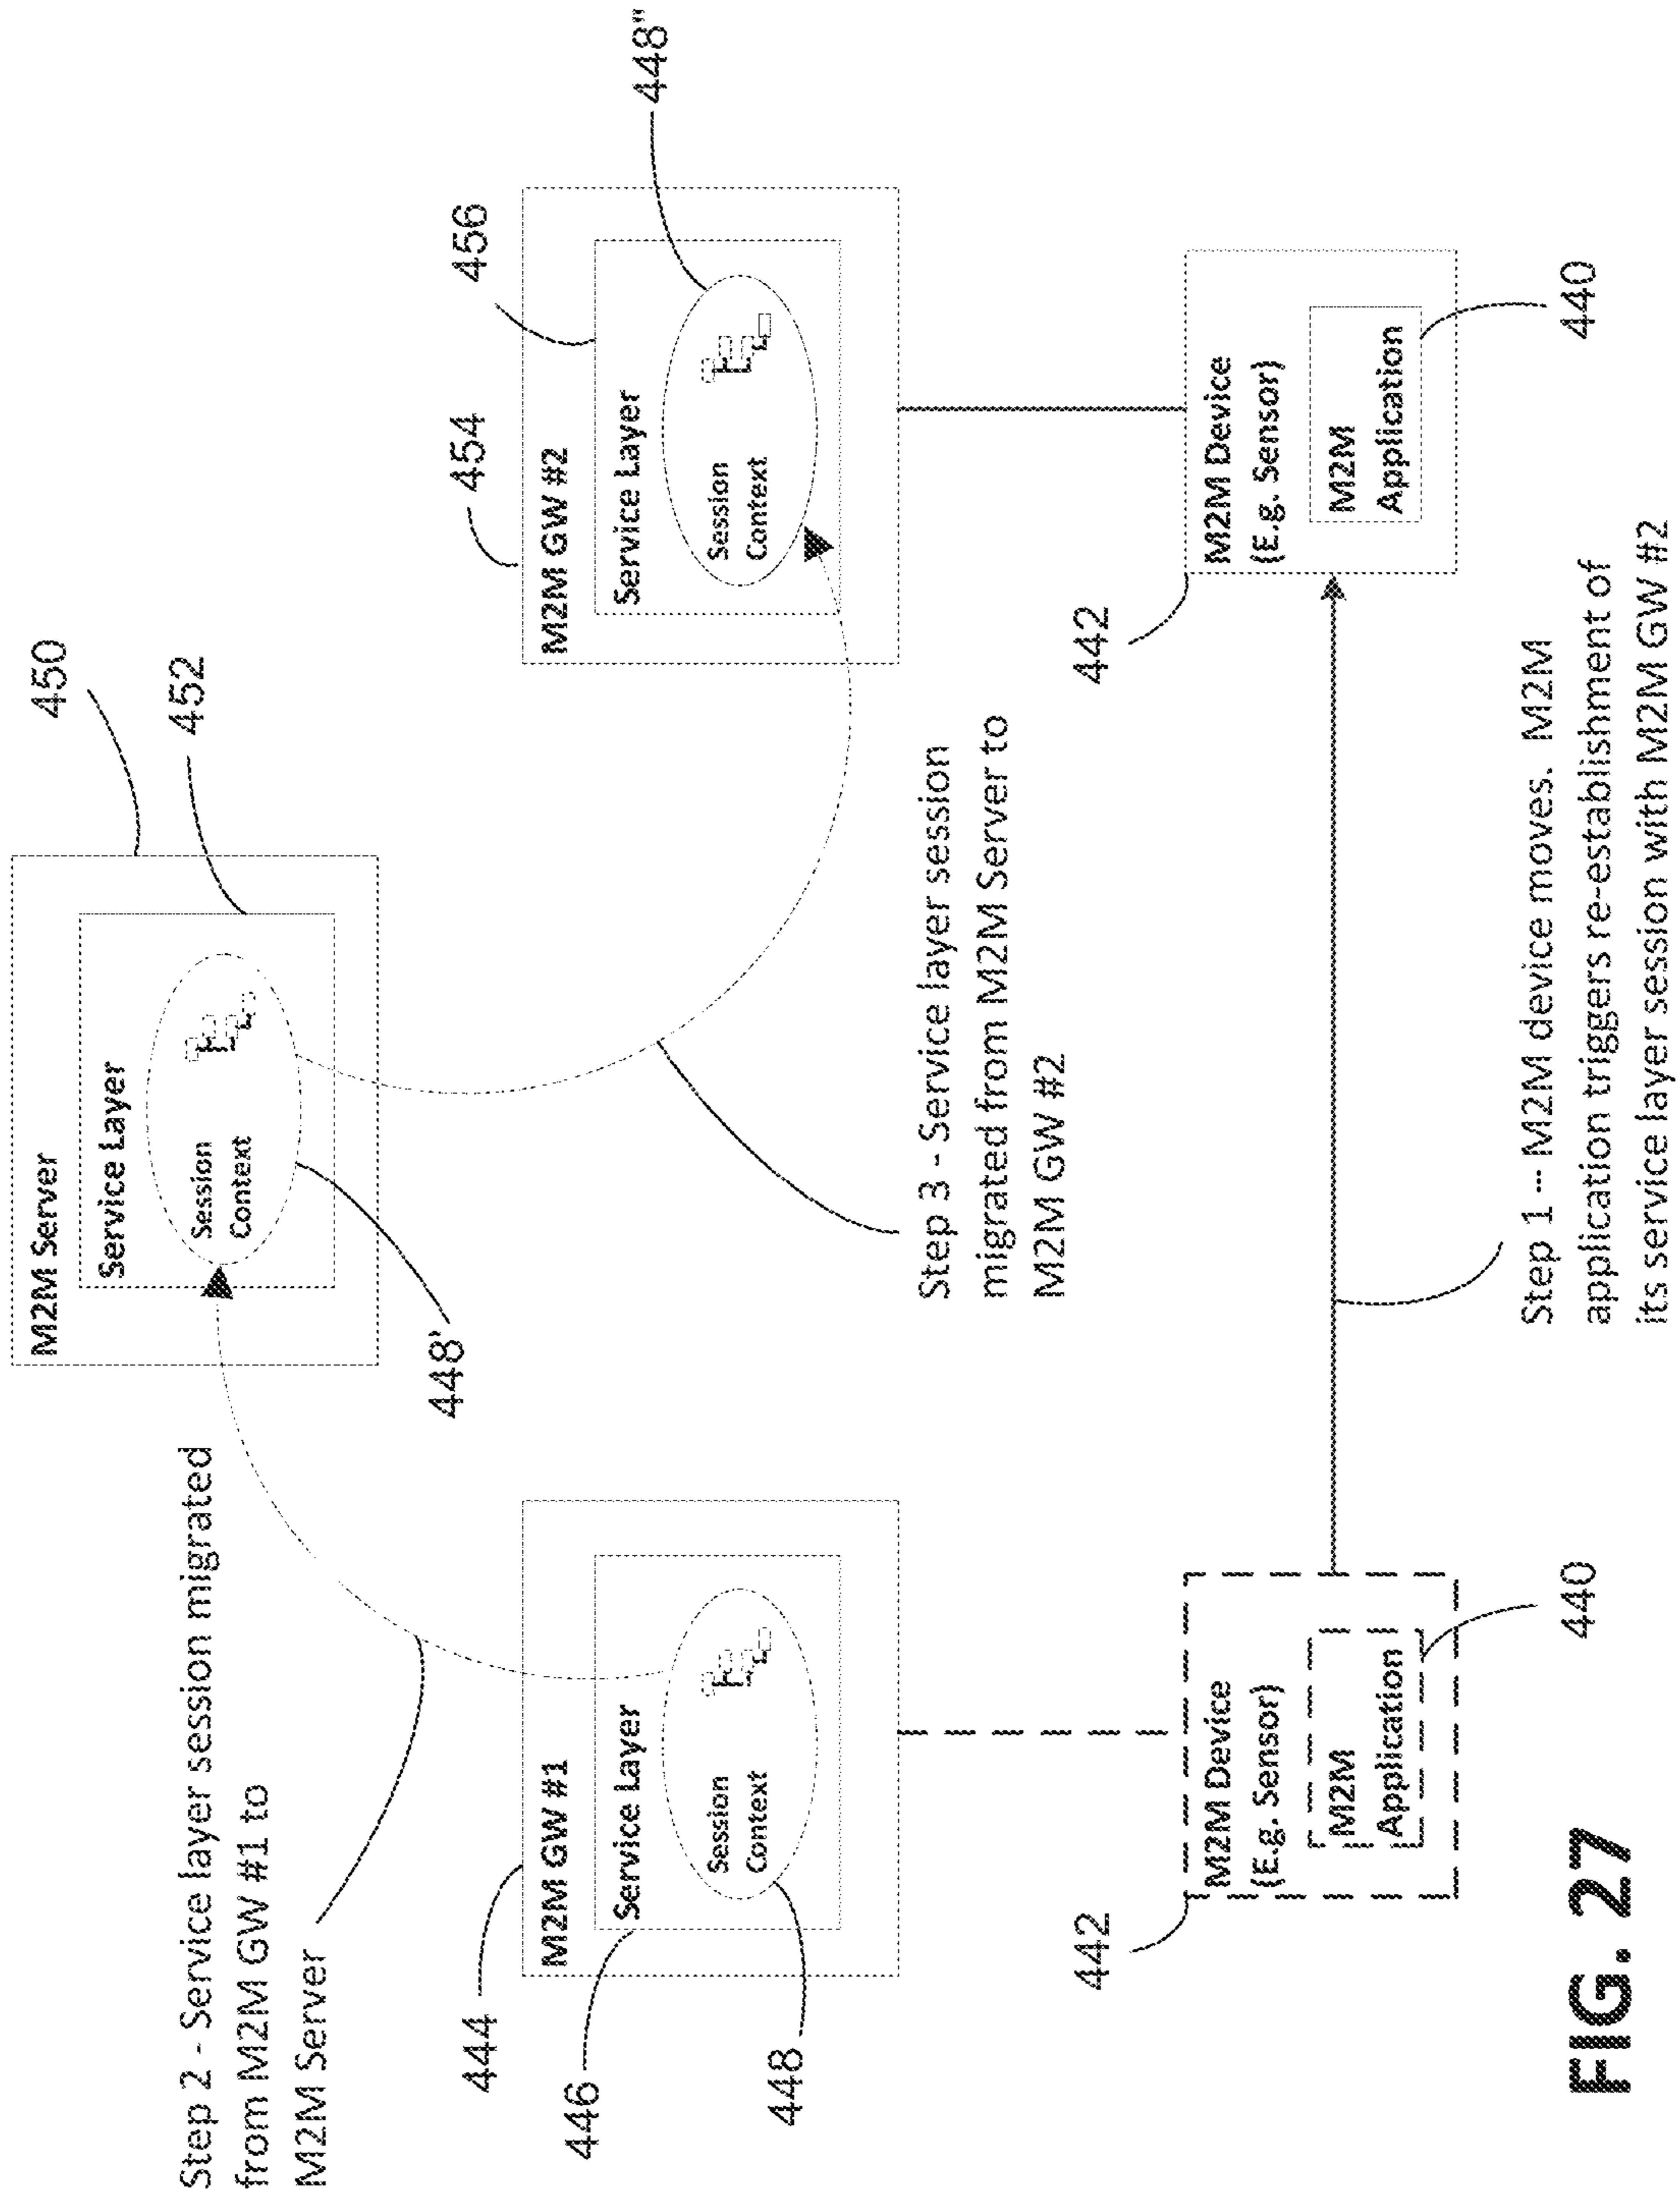 450
M2M Server
452
Service Layer
Session
Context
448'
Step 2 - Service layer session migrated
from M2M GW #1 to
M2M Server
444
M2M GW #1
446
Service Layer
Session
Context
448
454
456
M2M GW #2
Service Layer
Session
Context
448"
Step 3 - Service layer session
migrated from M2M Server to
M2M GW #2
442
M2M Device
(E.g. Sensor)
M2M
Application
440
442
M2M Device
(E.g. Sensor)
M2M
Application
440
Step 1 -- M2M device moves. M2M
application triggers re-establishment of
its service layer session with M2M GW #2
FIG. 27